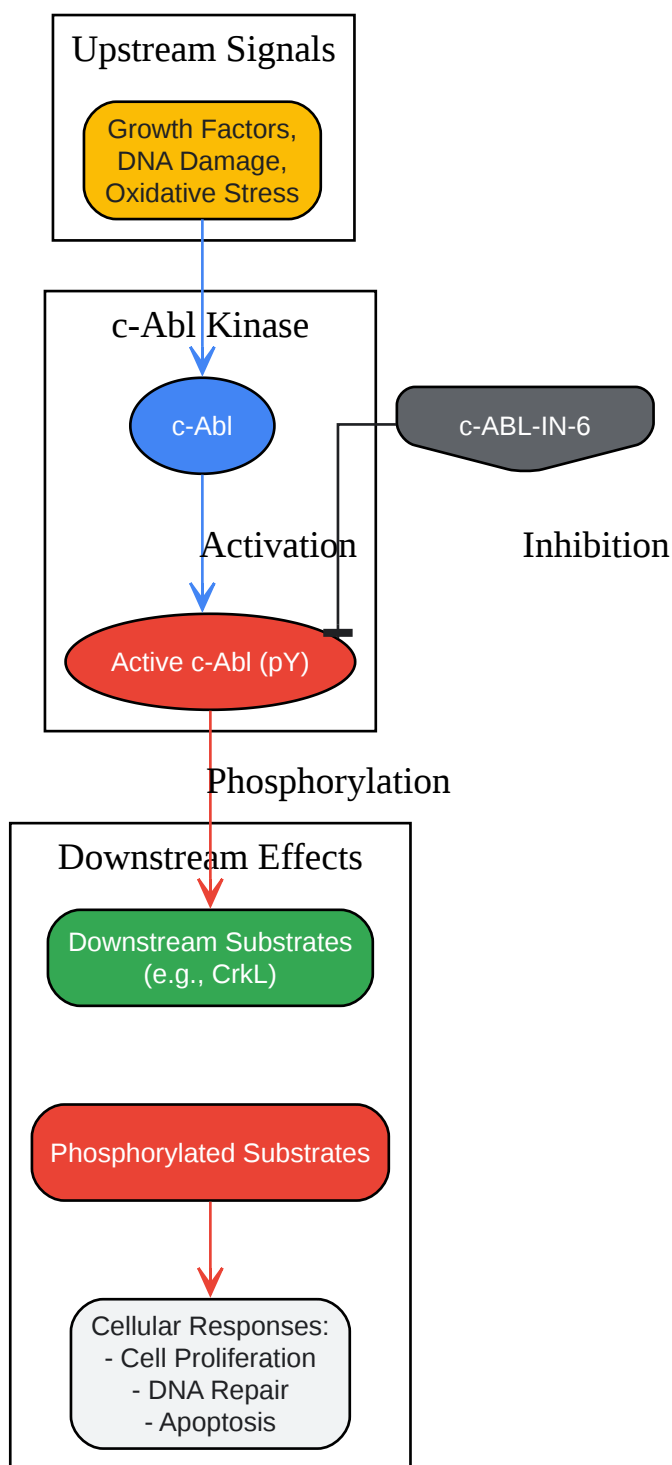 Upstream Signals
Growth Factors,
DNA Damage,
Oxidative Stress
c-Abl Kinase
c-Abl
c-ABL-IN-6
Activation
Inhibition
Active c-Abl (pY)
Phosphorylation
Downstream Effects
Downstream Substrates
(e.g., CrkL)
Phosphorylated Substrates
Cellular Responses:
- Cell Proliferation
- DNA Repair
- Apoptosis